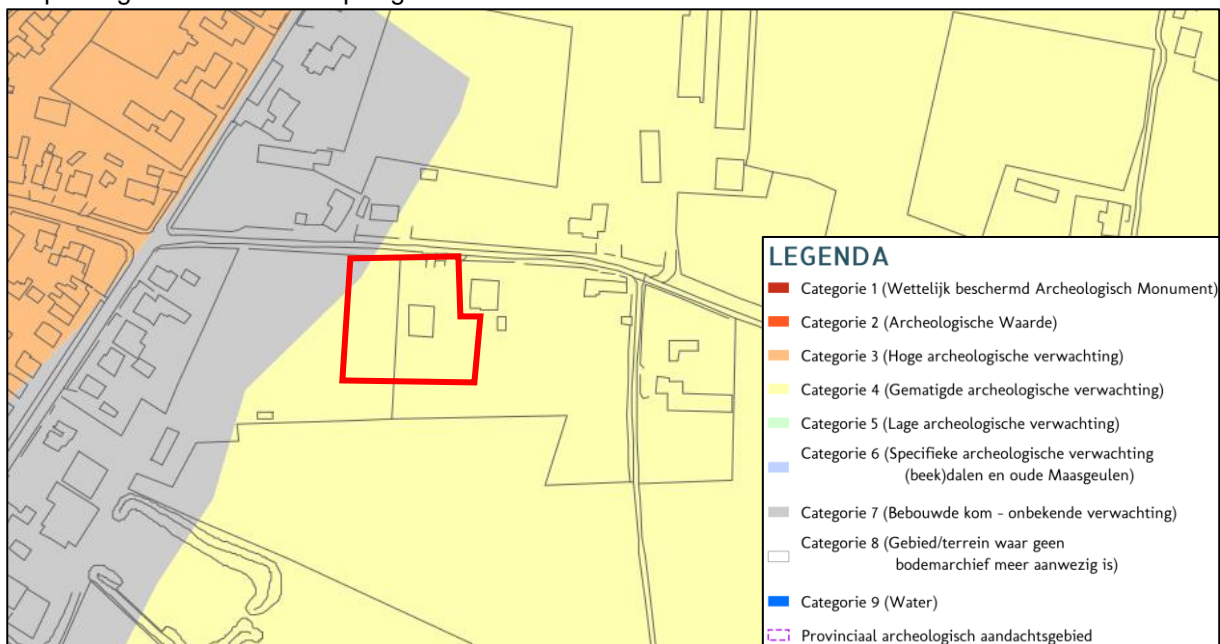 LEGENDA
Categorie 1 (Wettelijk beschermd Archeologisch Monument)
Categorie 2 (Archeologische Waarde)
Categorie 3 (Hoge archeologische verwachting)
Categorie 4 (Gematigde archeologische verwachting)
Categorie 5 (Lage archeologische verwachting)
Categorie 6 (Specifieke archeologische verwachting
(beek)dalen en oude Maasgeulen)
Categorie 7 (Bebouwde kom - onbekende verwachting)
Categorie 8 (Gebied/terrein waar geen
bodemarchief meer aanwezig is)
Categorie 9 (Water)
Provinciaal archeologisch aandachtsgebied